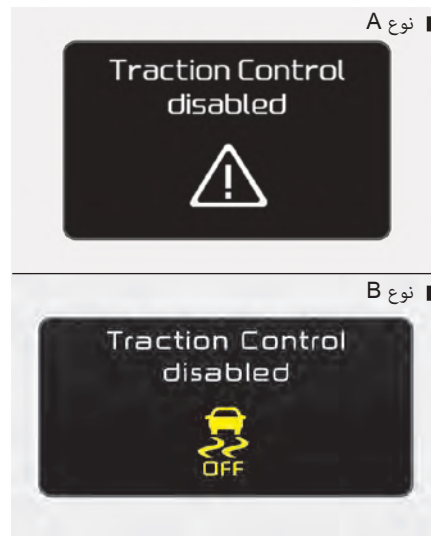 نوع A
Traction Control
disabled
نوع B
Traction Control
disabled
OFF